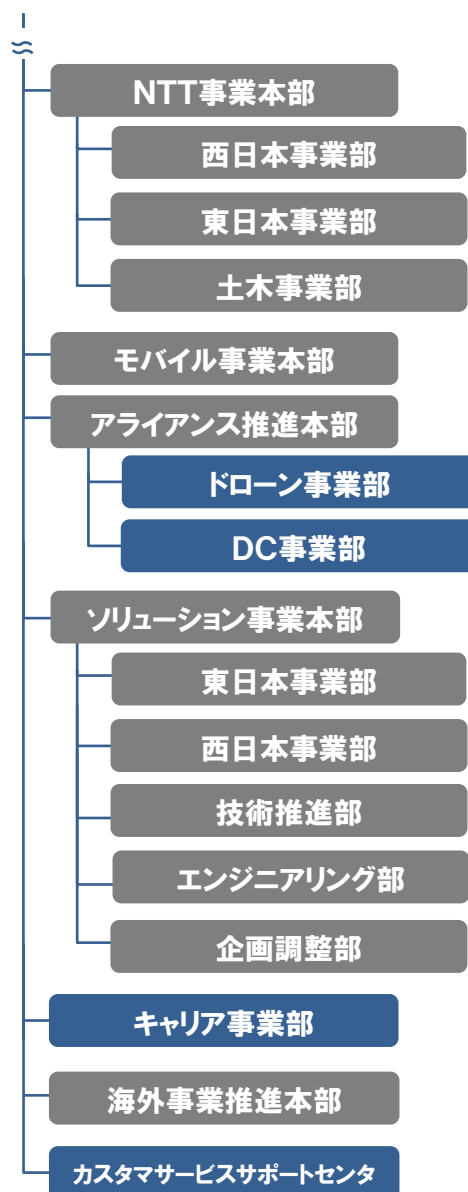 NTT事業本部
西日本事業部
東日本事業部
土木事業部
モバイル事業本部
アライアンス推進本部
ドローン事業部
DC事業部
ソリューション事業本部
東日本事業部
西日本事業部
技術推進部
エンジニアリング部
企画調整部
キャリア事業部
海外事業推進本部
カスタマサービスサポートセンタ